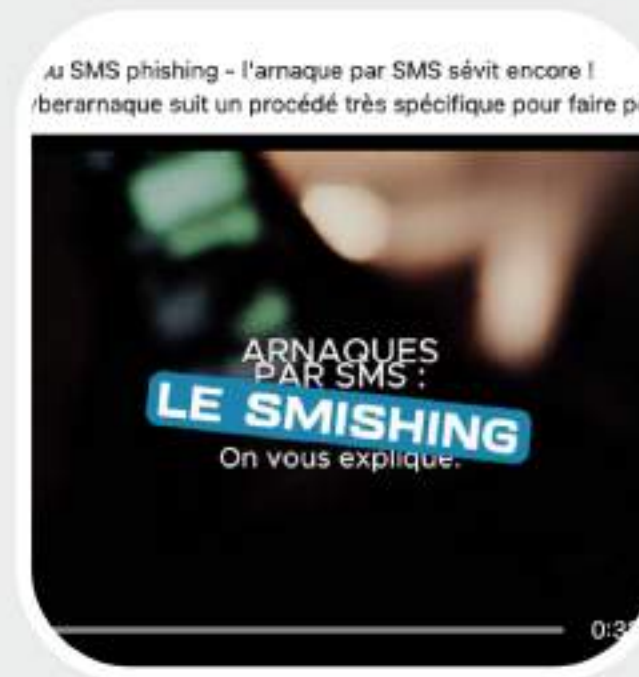 SMS phishing - l'arnaque par SMS sévit encore !
suit un procédé très spécifique pour faire
ARNAQUES
PAR SMS :
LE SMISHING
On vous explique.